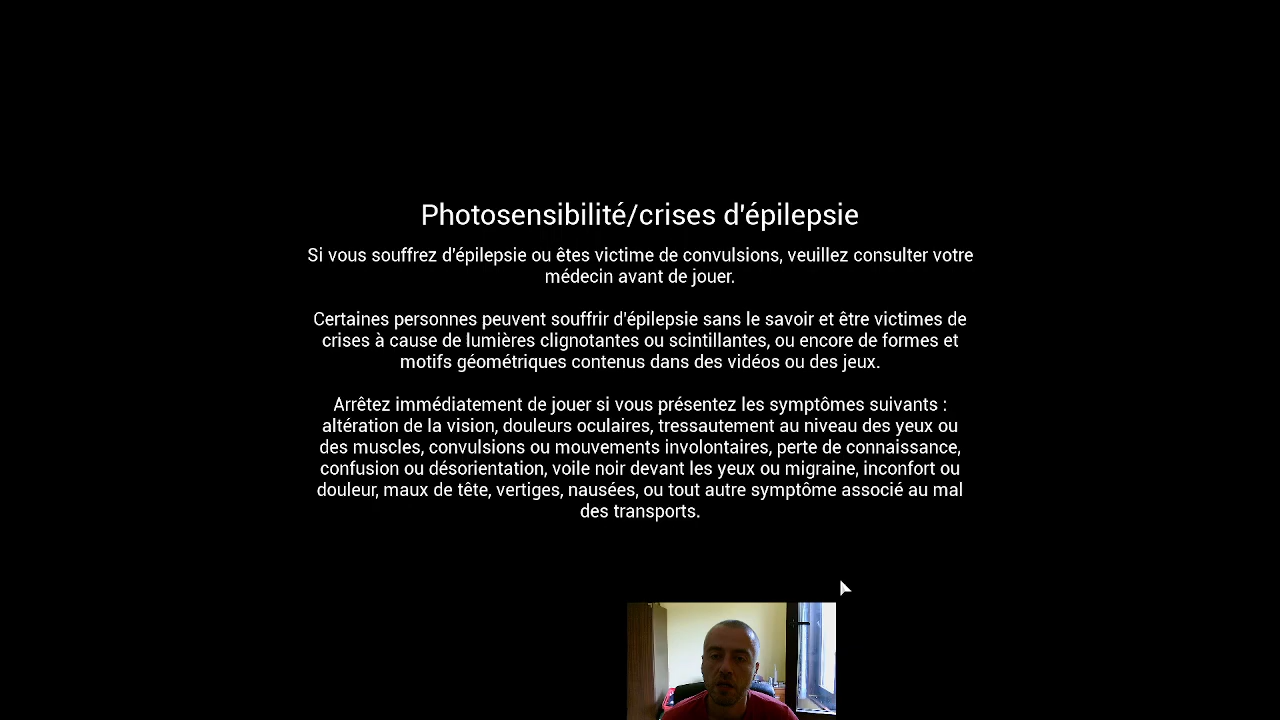 Photosensibilité/crises d'épilepsie
Si vous souffrez d'épilepsie ou êtes victime de convulsions, veuillez consulter votre
médecin avant de jouer.
Certaines personnes peuvent souffrir d'épilepsie sans le savoir et être victimes de
crises à cause de lumières clignotantes ou scintillantes, ou encore de formes et
motifs géométriques contenus dans des vidéos ou des jeux.
Arrêtez immédiatement de jouer si vous présentez les symptômes suivants :
altération de la vision, douleurs oculaires, tressautement au niveau des yeux ou
des muscles, convulsions ou mouvements involontaires, perte de connaissance,
confusion ou désorientation, voile noir devant les yeux ou migraine, inconfort ou
douleur, maux de tête, vertiges, nausées, ou tout autre symptôme associé au mal
des transports.